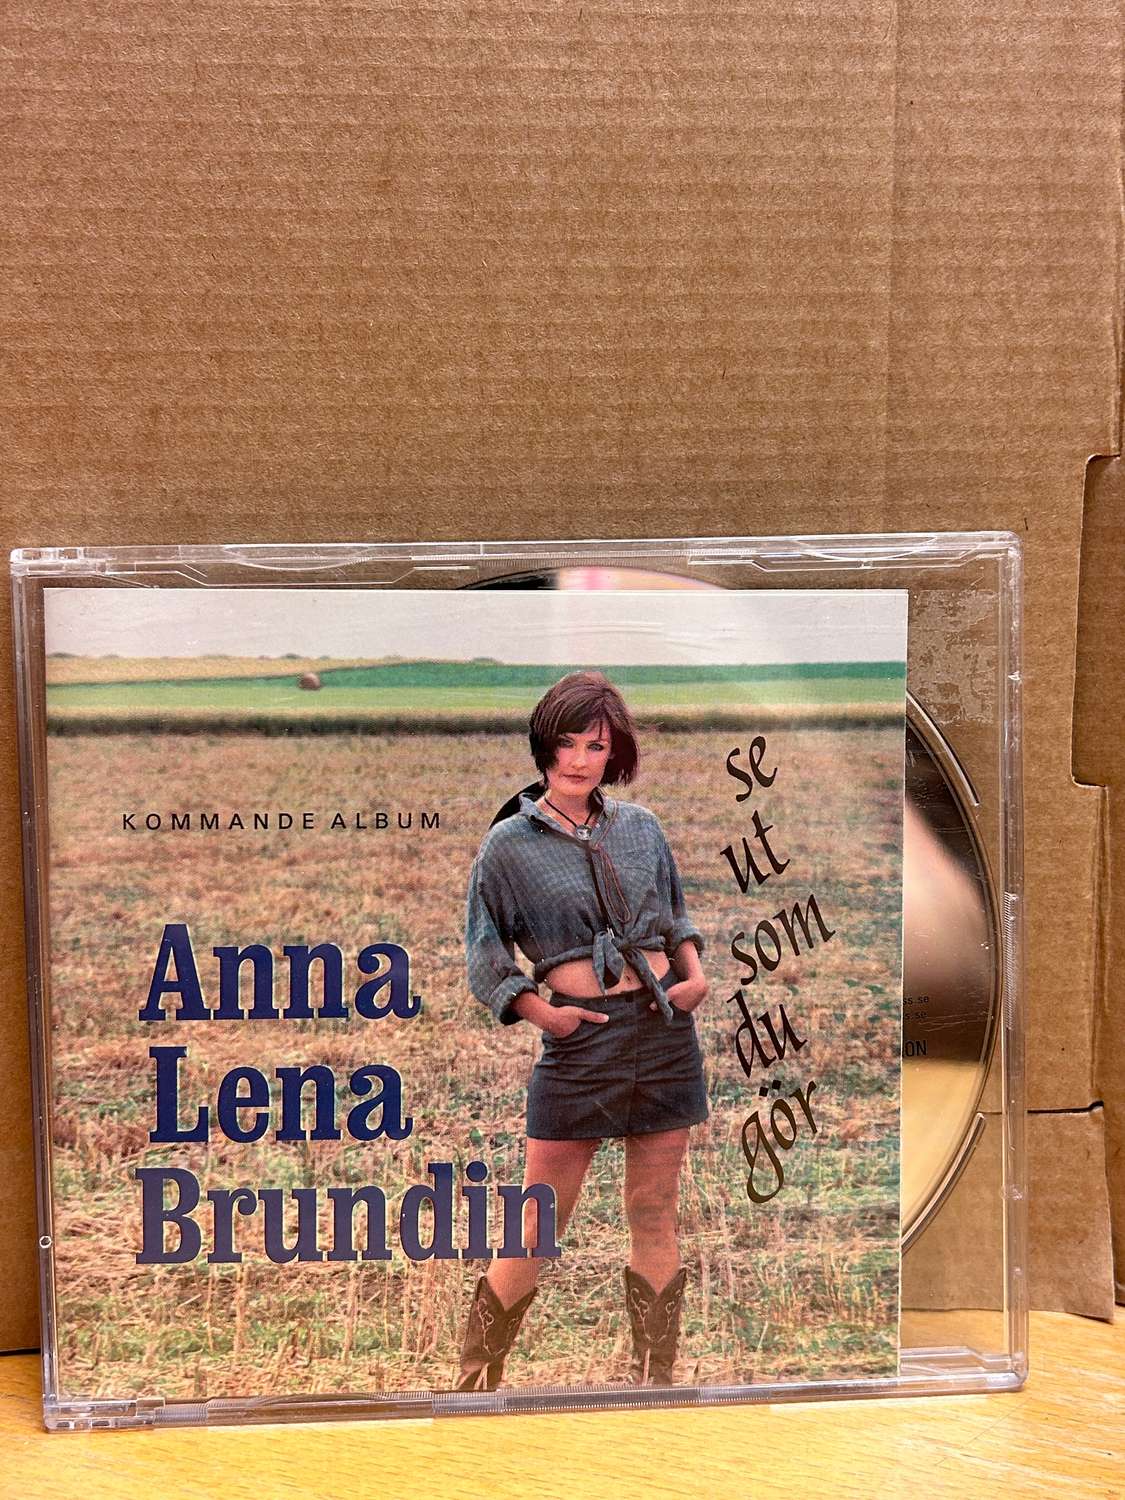 KOMMANDE ALBUM
Anna
Lena
Brundin
se
ut
som
du
gör